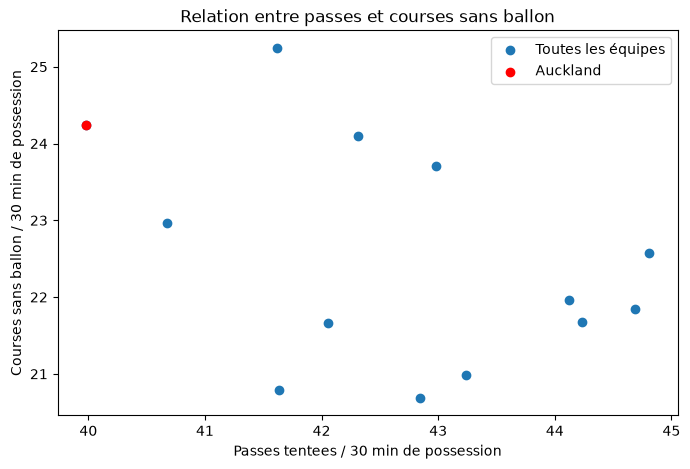 Relation entre passes et courses sans ballon
Toutes les équipes
Auckland
Courses sans ballon / 30 min de possession
25
24
23
22
21
40 41 42 43 44 45
Passes tentees / 30 min de possession